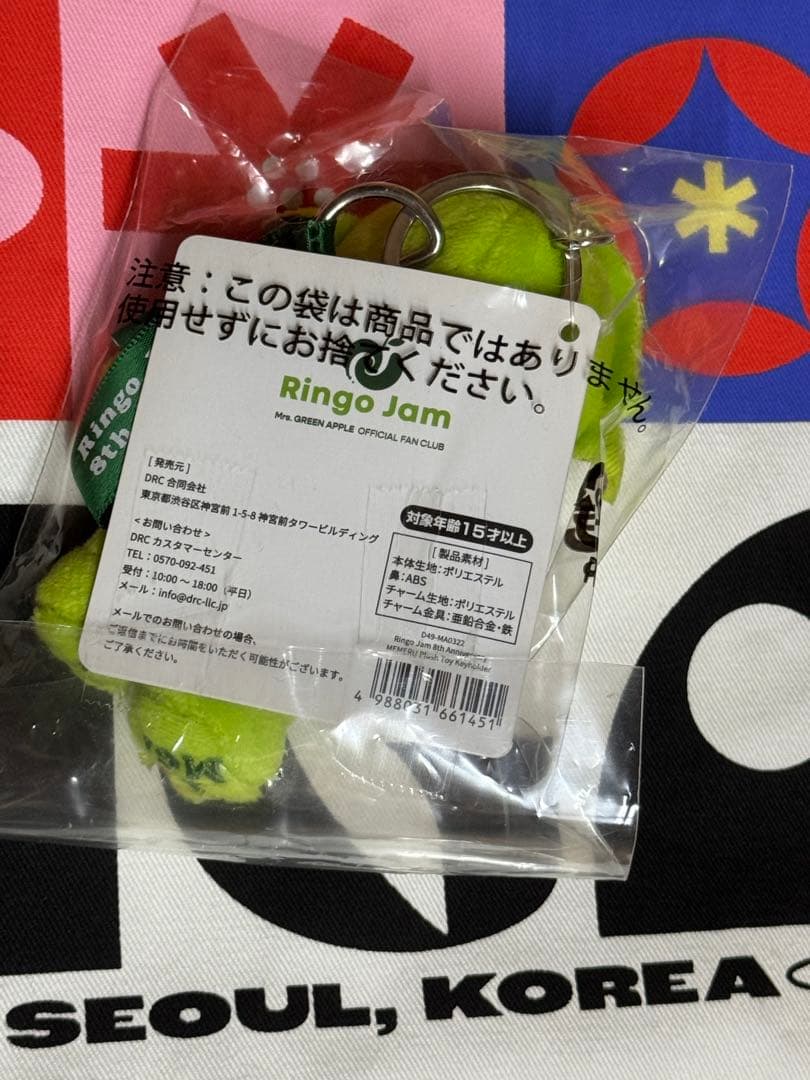 注意：この袋は商品ではありません。
使用せずにお捨てください。
Ringo Jam
Mrs. GREEN APPLE OFFICIAL FAN CLUB
Ringo
8th
[発売元]
DRC 合同会社
東京都渋谷区神宮前 1-5-8 神宮前タワービルディング
<お問い合わせ>
DRC カスタマーセンター
TEL：0570-092-451
受付：10:00 〜 18:00（平日）
メール：info@drc-llc.jp
メールでのお問い合わせの場合、
ご返信までにお時間をいただく可能性がございます。
ご了承ください。
対象年齢15才以上
[製品素材]
本体生地：ポリエステル
鼻：ABS
チャーム生地：ポリエステル
チャーム金具：亜鉛合金・鉄
D49-MA0322
Ringo Jam 8th Anniversary
MEMERU Plush Toy Keyholder
4 988031 661451
SEOUL, KOREA